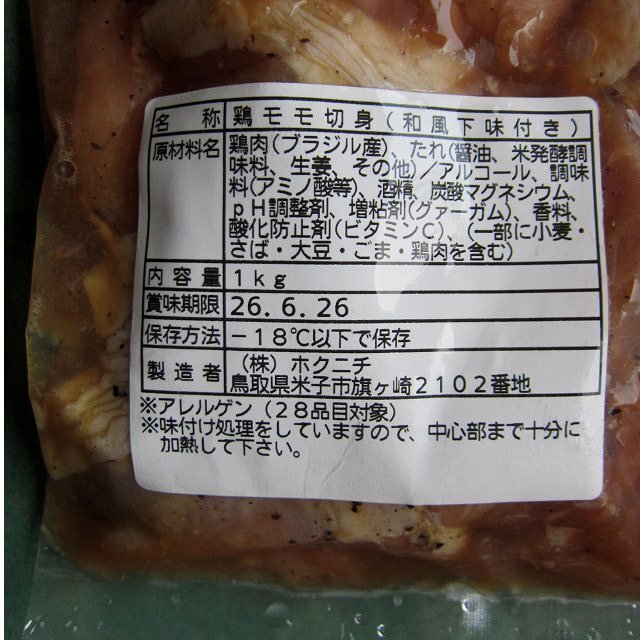 名称 鶏モモ切身(和風下味付き)
原材料名 鶏肉(ブラジル産)、たれ(醤油、米発酵調
味料、生姜、その他)/アルコール、調味
料(アミノ酸等)、酒精、炭酸マグネシウム、
pH調整剤、増粘剤(グァーガム)、香料、
酸化防止剤(ビタミンC)、(一部に小麦・
さば・大豆・ごま・鶏肉を含む)
内容量 1kg
賞味期限 26.6.26
保存方法 -18℃以下で保存
製造者 (株)ホクニチ
鳥取県米子市旗ヶ崎2102番地
※アレルゲン(28品目対象)
※味付け処理をしていますので、中心部まで十分に
加熱して下さい。